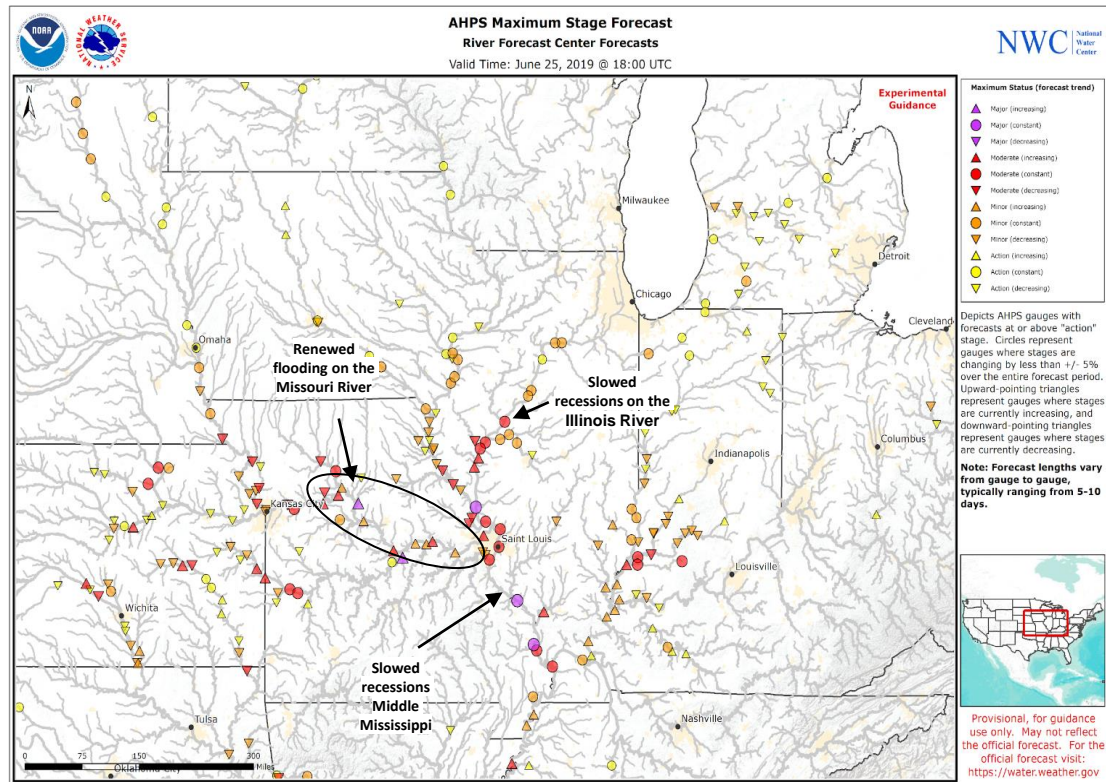 AHPS Maximum Stage Forecast
River Forecast Center Forecasts
Valid Time: June 25, 2019 @ 18:00 UTC
NOAA
NATIONAL WEATHER SERVICE
NWC
National
Water
Center
N
Experimental
Guidance
Milwaukee
Detroit
Chicago
Cleveland
Omaha
Renewed
flooding on the
Missouri River
Slowed
recessions on the
Illinois River
Columbus
Indianapolis
Kansas City
Saint Louis
Louisville
Wichita
Slowed
recessions
Middle
Mississippi
Tulsa
Nashville
Oklahoma City
0 75 150 300
Miles
Maximum Status (forecast trend)
Major (increasing)
Major (constant)
Major (decreasing)
Moderate (increasing)
Moderate (constant)
Moderate (decreasing)
Minor (increasing)
Minor (constant)
Minor (decreasing)
Action (increasing)
Action (constant)
Action (decreasing)
Depicts AHPS gauges with
forecasts at or above "action"
stage. Circles represent
gauges where stages are
changing by less than +/- 5%
over the entire forecast period.
Upward-pointing triangles
represent gauges where stages
are currently increasing, and
downward-pointing triangles
represent gauges where stages
are currently decreasing.
Note: Forecast lengths vary
from gauge to gauge,
typically ranging from 5-10
days.
Provisional, for guidance
use only. May not reflect
the official forecast. For the
official forecast visit:
https://water.weather.gov